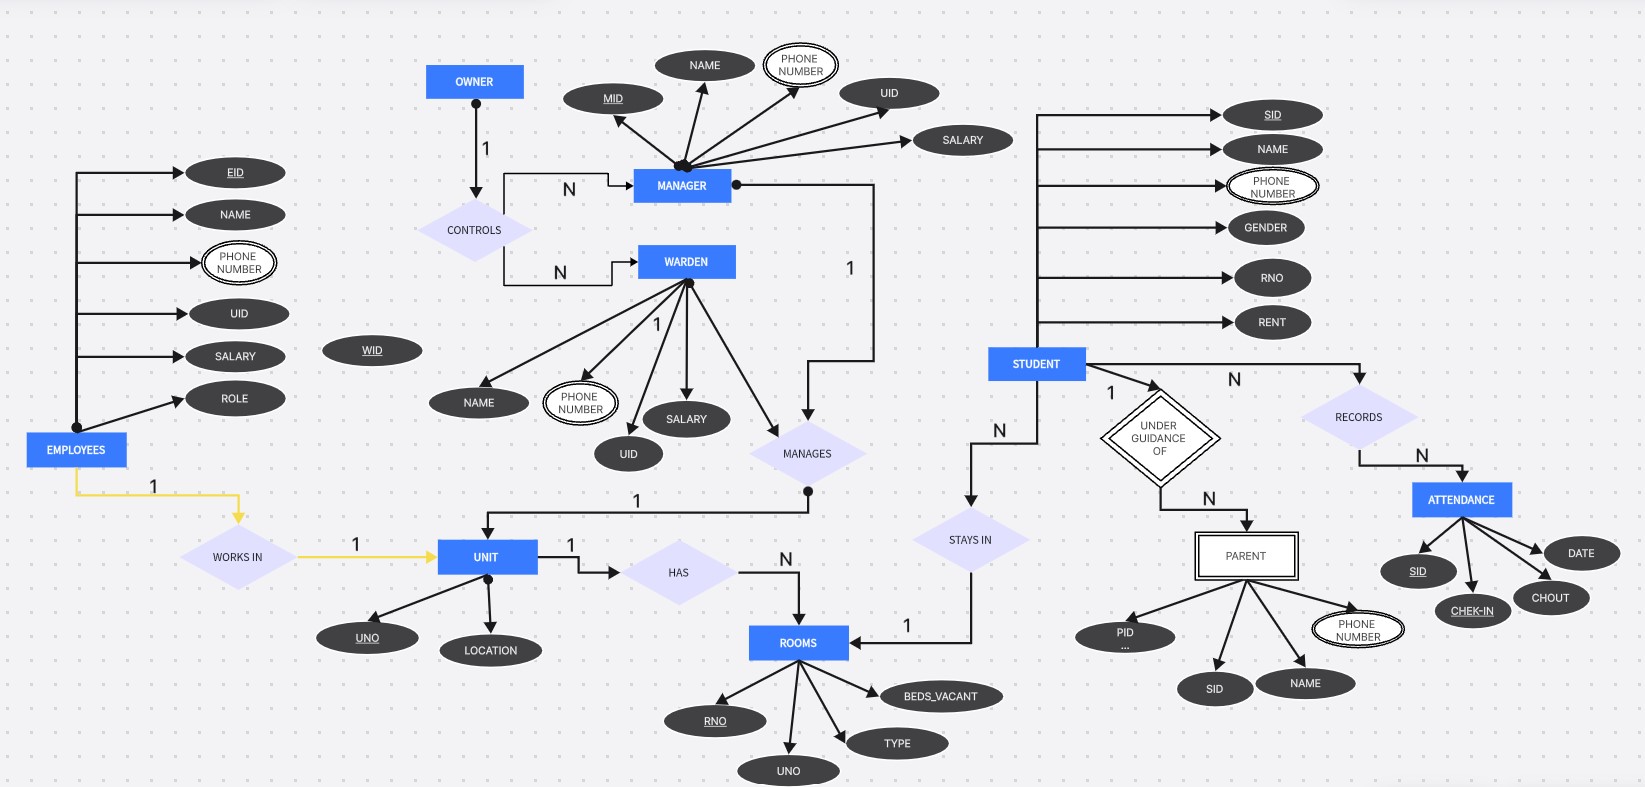 NAME
PHONE
NUMBER
OWNER
MID
UID
SALARY
1
MANAGER
N
CONTROLS
N
WARDEN
1
1
WID
NAME
PHONE
NUMBER
SALARY
UID
MANAGES
EID
NAME
PHONE
NUMBER
UID
SALARY
ROLE
EMPLOYEES
1
WORKS IN
1
UNIT
1
1
HAS
N
UNO
LOCATION
ROOMS
1
RNO
UNO
TYPE
BEDS_VACANT
SID
NAME
PHONE
NUMBER
GENDER
RNO
RENT
STUDENT
N
STAYS IN
1
UNDER
GUIDANCE
OF
N
PARENT
PID
...
SID
NAME
PHONE
NUMBER
N
RECORDS
N
ATTENDANCE
SID
CHEK-IN
CHOUT
DATE